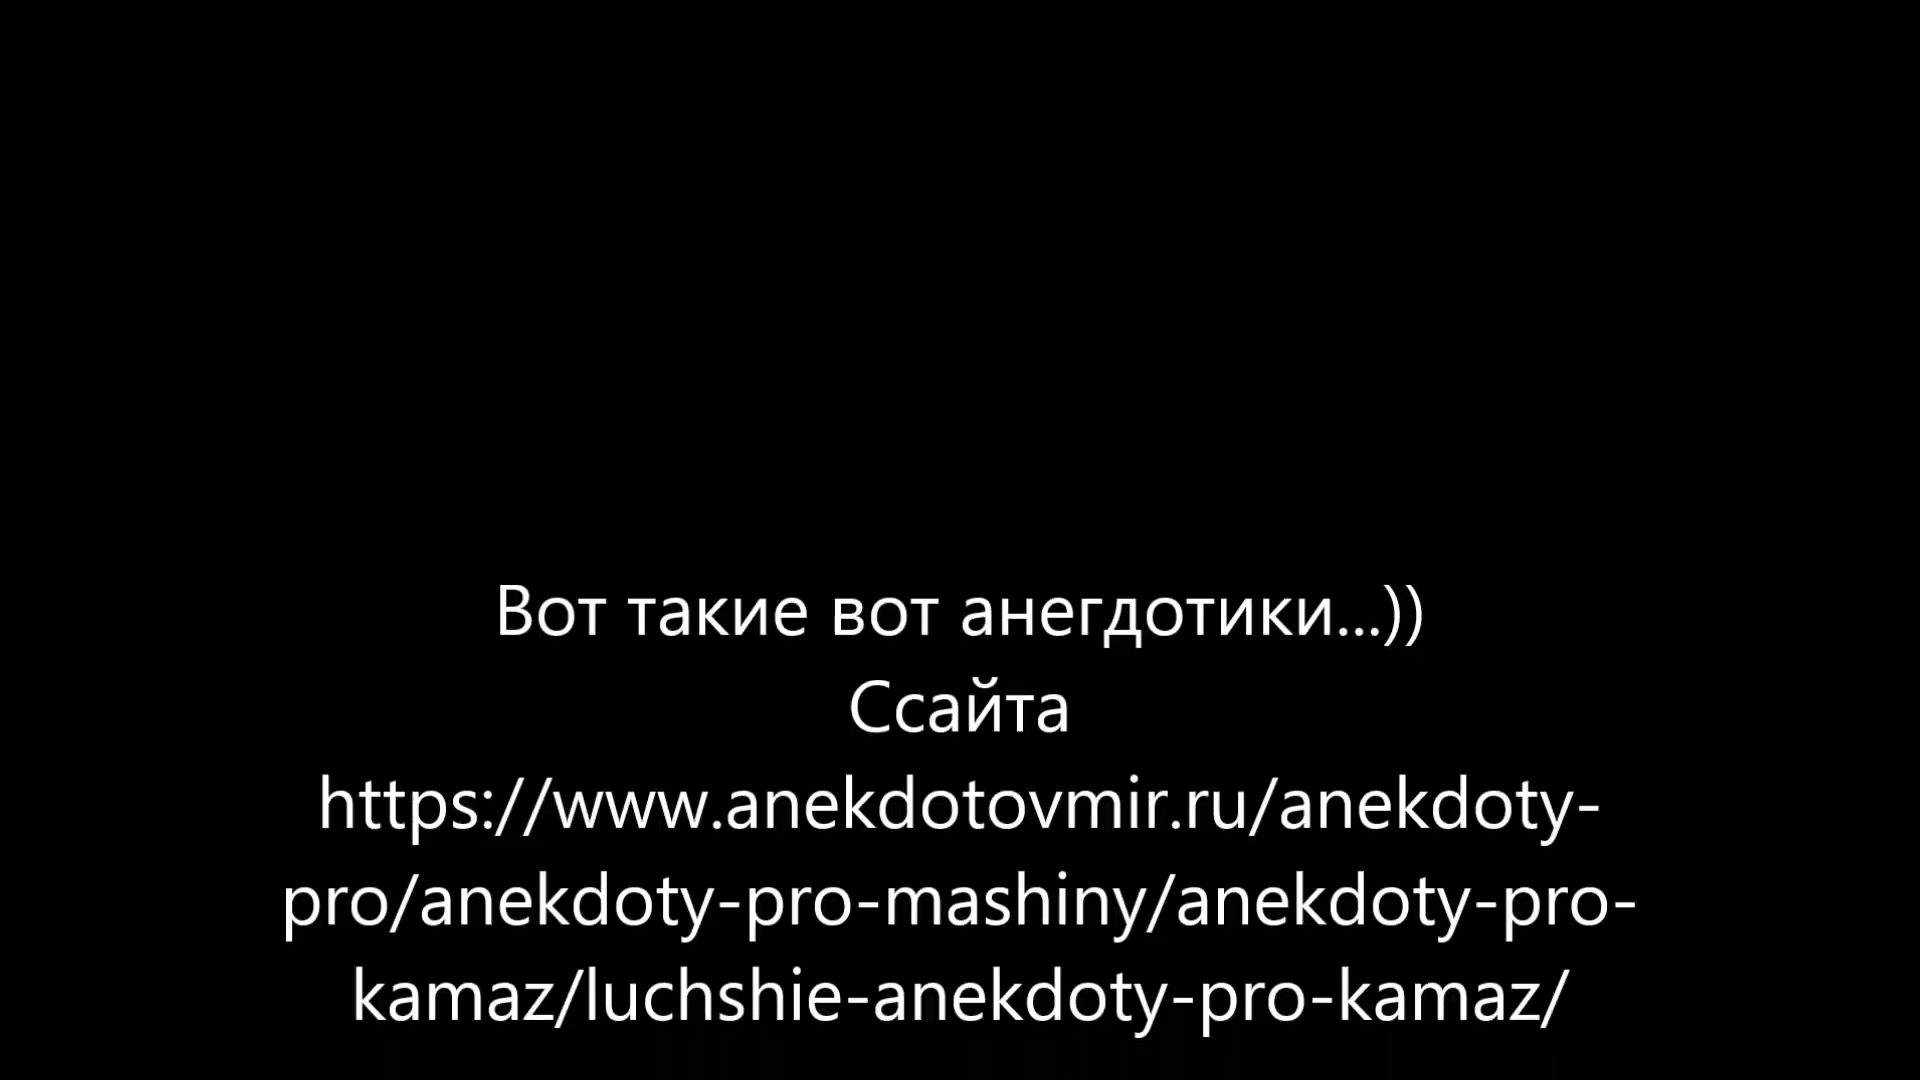 Вот такие вот анегдотики...))
Ссайта
https://www.anekdotovmir.ru/anekdoty-
pro/anekdoty-pro-mashiny/anekdoty-pro-
kamaz/luchshie-anekdoty-pro-kamaz/